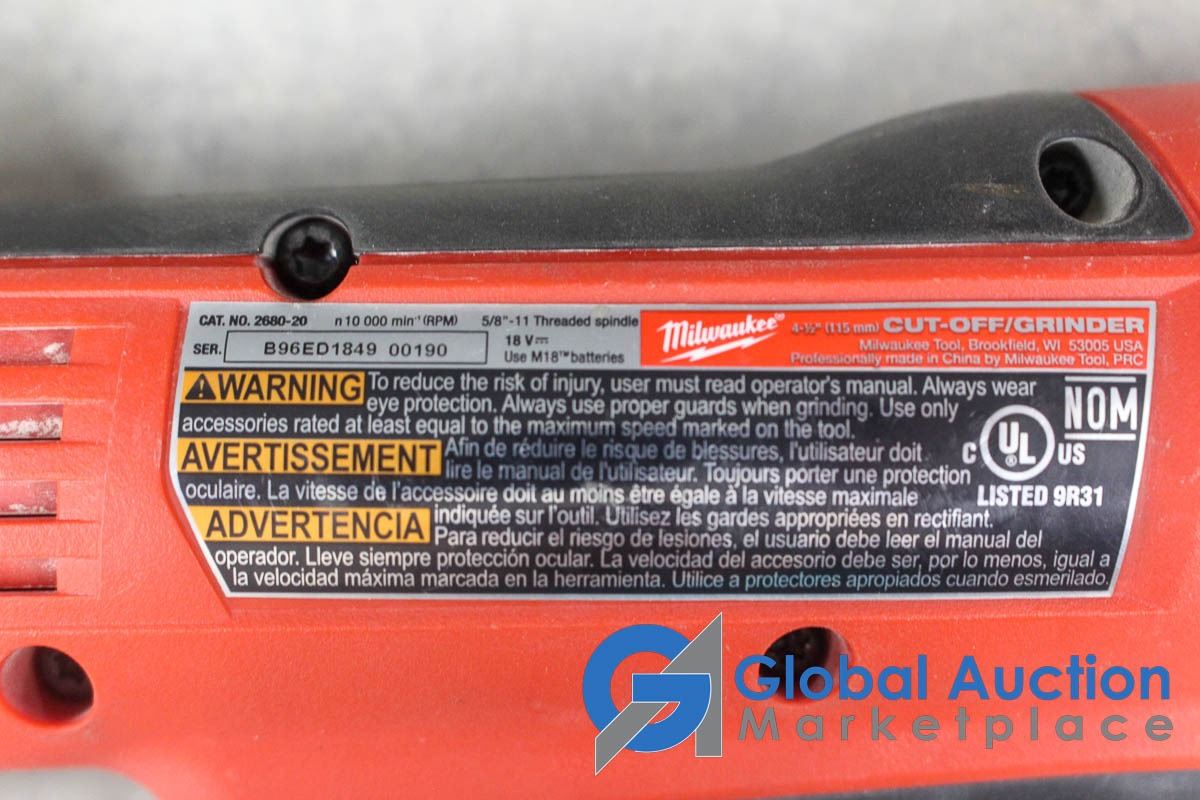 CAT. NO. 2680-20 n 10 000 min⁻¹ (RPM) 5/8"-11 Threaded spindle
SER. B96ED1849 00190 18 V⎓
Use M18™ batteries
Milwaukee® 4-½" (115 mm) CUT-OFF/GRINDER
Milwaukee Tool, Brookfield, WI 53005 USA
Professionally made in China by Milwaukee Tool, PRC
WARNING To reduce the risk of injury, user must read operator's manual. Always wear
eye protection. Always use proper guards when grinding. Use only
accessories rated at least equal to the maximum speed marked on the tool.
AVERTISSEMENT Afin de réduire le risque de blessures, l'utilisateur doit
lire le manual de l'utilisateur. Toujours porter une protection
oculaire. La vitesse de l'accessoire doit au moins être égale à la vitesse maximale
indiquée sur l'outil. Utilisez les gardes appropriées en rectifiant.
ADVERTENCIA Para reducir el riesgo de lesiones, el usuario debe leer el manual del
operador. Lleve siempre protección ocular. La velocidad del accesorio debe ser, por lo menos, igual a
la velocidad máxima marcada en la herramienta. Utilice a protectores apropiados cuando esmerilado.
NOM
C UL® US
LISTED 9R31
Global Auction
Marketplace